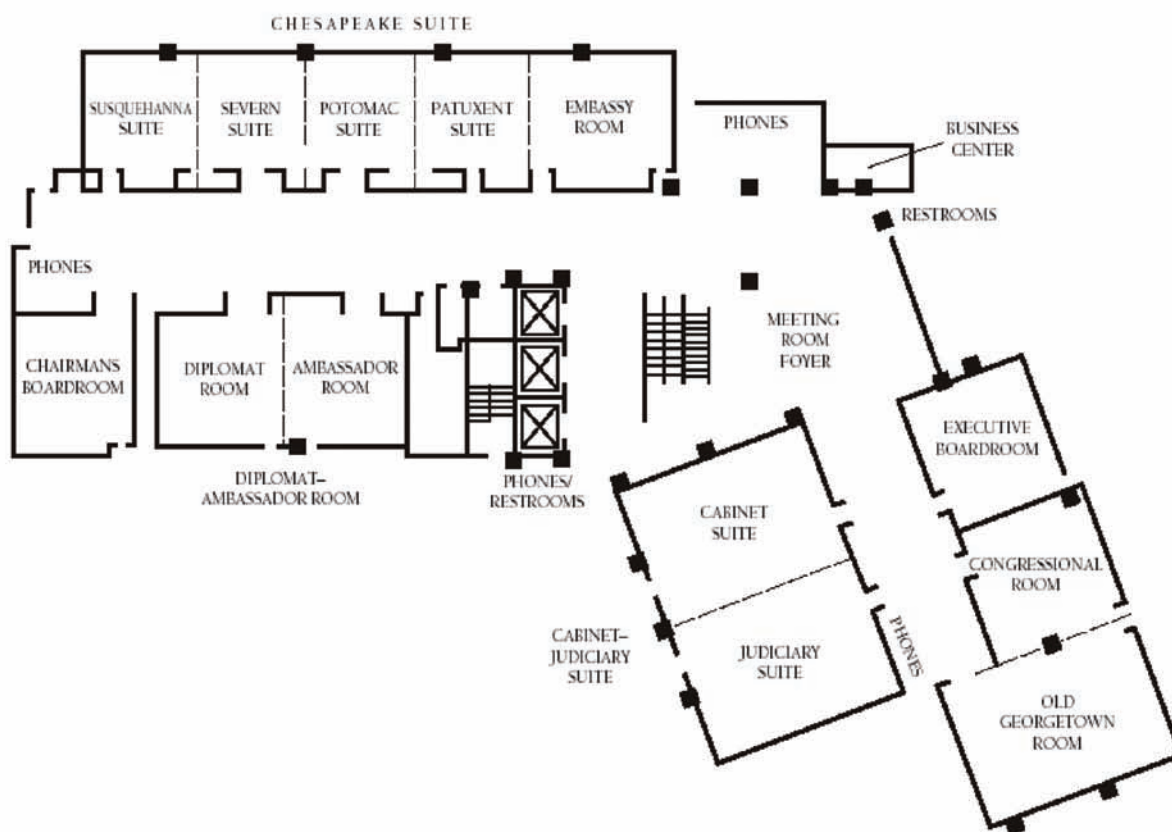 CHESAPEAKE SUITE
SUSQUEHANNA
SUITE
SEVERN
SUITE
POTOMAC
SUITE
PATUXENT
SUITE
EMBASSY
ROOM
PHONES
BUSINESS
CENTER
RESTROOMS
PHONES
CHAIRMANS
BOARDROOM
DIPLOMAT
ROOM
AMBASSADOR
ROOM
MEETING
ROOM
FOYER
DIPLOMAT–
AMBASSADOR ROOM
PHONES/
RESTROOMS
EXECUTIVE
BOARDROOM
CABINET
SUITE
CONGRESSIONAL
ROOM
CABINET–
JUDICIARY
SUITE
JUDICIARY
SUITE
PHONES
OLD
GEORGETOWN
ROOM